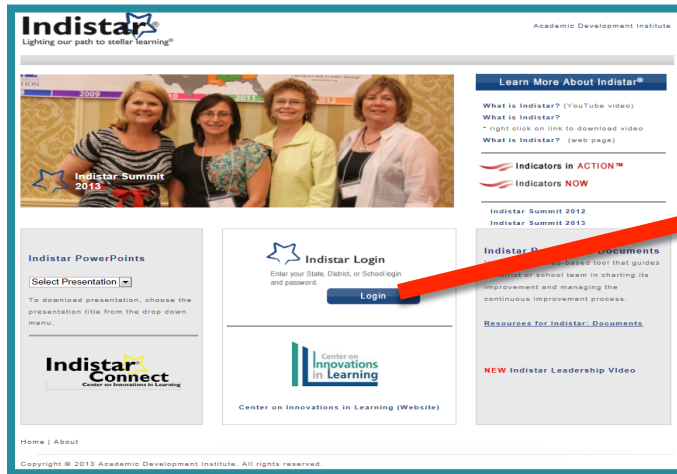 Indistar®
Lighting our path to stellar learning®
Academic Development Institute
2009
2011
2012
Indistar Summit
2013
Learn More About Indistar®
What is Indistar? (YouTube video)
What is Indistar?
* right click on link to download video
What is Indistar? (web page)
Indicators in ACTION™
Indicators NOW
Indistar Summit 2012
Indistar Summit 2013
Indistar PowerPoints
Select Presentation
To download presentation, choose the
presentation title from the drop down
menu.
Indistar
Connect
Center on Innovations in Learning
Indistar Login
Enter your State, District, or School login
and password.
Login
Center on
Innovations
in Learning
Center on Innovations in Learning (Website)
Indistar Documents
-based tool that guides
district or school team in charting its
improvement and managing the
continuous improvement process.
Resources for Indistar: Documents
NEW Indistar Leadership VIdeo
Home | About
Copyright © 2013 Academic Development Institute. All rights reserved.